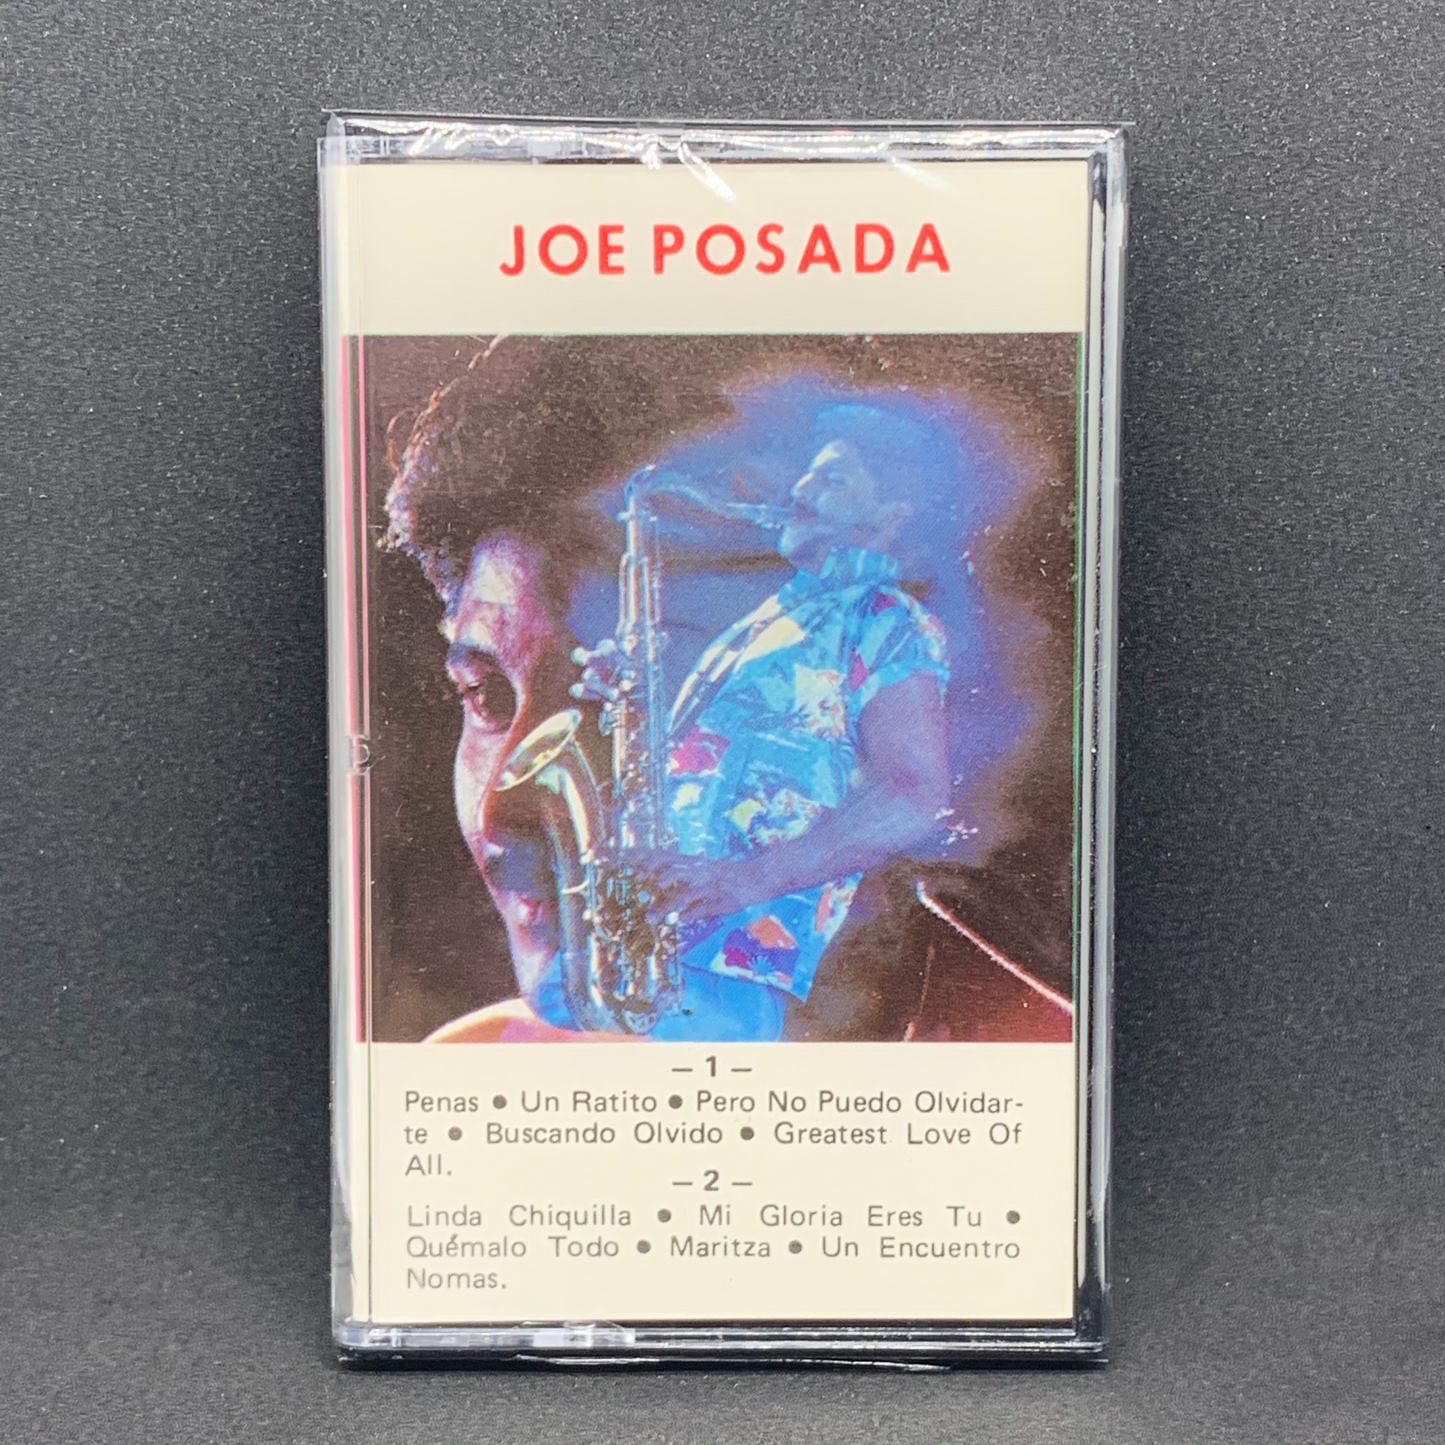 JOE POSADA
– 1 –
Penas ● Un Ratito ● Pero No Puedo Olvidar-
te ● Buscando Olvido ● Greatest Love Of
All.
– 2 –
Linda Chiquilla ● Mi Gloria Eres Tu ●
Quémalo Todo ● Maritza ● Un Encuentro
Nomas.